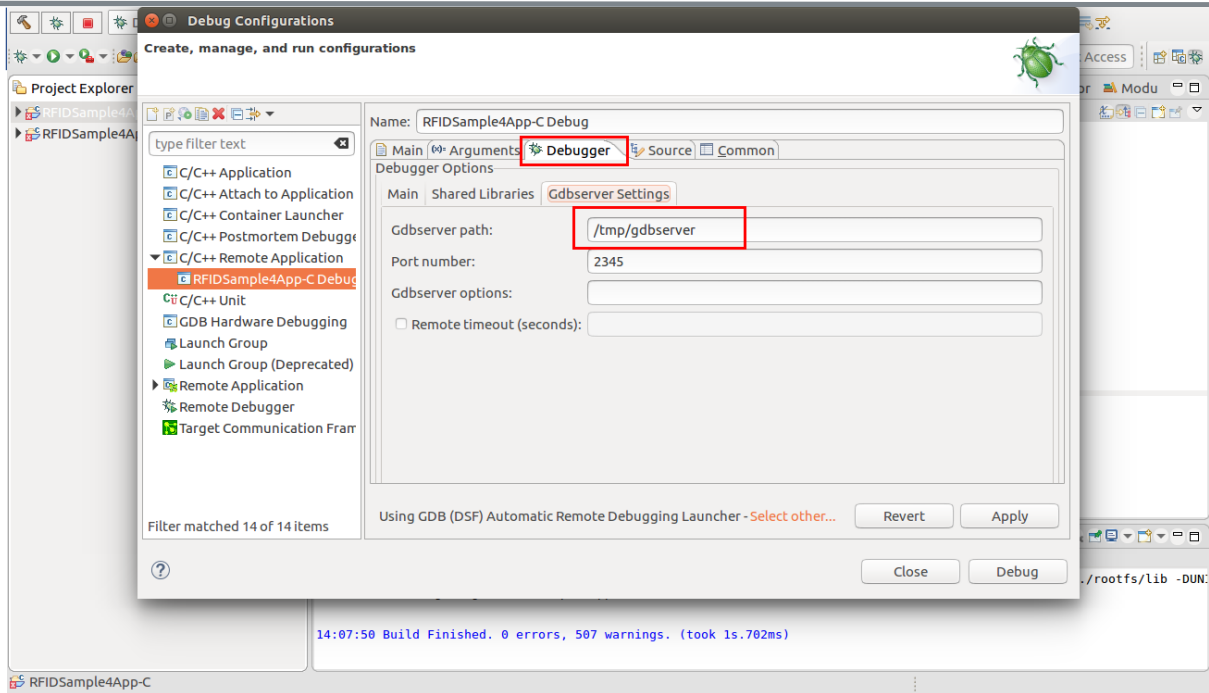 Debug Configurations
Create, manage, and run configurations
Access
Project Explorer
Modu
RFIDSample4A
RFIDSample4Ap
type filter text
C/C++ Application
C/C++ Attach to Application
C/C++ Container Launcher
C/C++ Postmortem Debugge
C/C++ Remote Application
RFIDSample4App-C Debug
C/C++ Unit
GDB Hardware Debugging
Launch Group
Launch Group (Deprecated)
Remote Application
Remote Debugger
Target Communication Fram
Filter matched 14 of 14 items
Name: RFIDSample4App-C Debug
Main Arguments Debugger Source Common
Debugger Options
Main Shared Libraries Gdbserver Settings
Gdbserver path: /tmp/gdbserver
Port number: 2345
Gdbserver options:
Remote timeout (seconds):
Using GDB (DSF) Automatic Remote Debugging Launcher - Select other...
Revert Apply
Close Debug
./rootfs/lib -DUN
14:07:50 Build Finished. 0 errors, 507 warnings. (took 1s.702ms)
RFIDSample4App-C